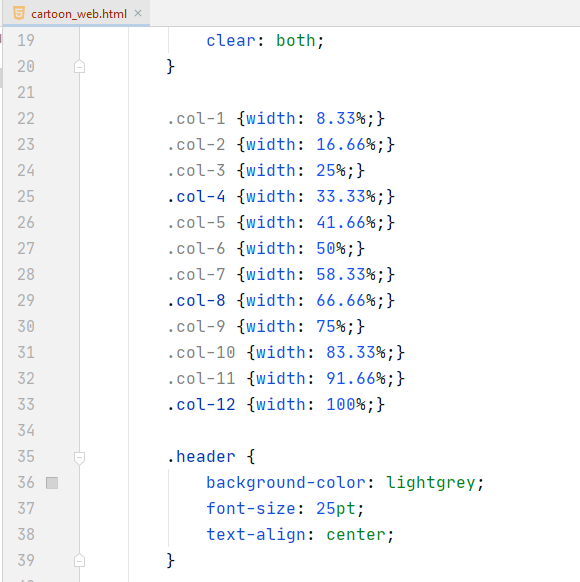 cartoon_web.html
19 clear: both;
20 }
21
22 .col-1 {width: 8.33%;}
23 .col-2 {width: 16.66%;}
24 .col-3 {width: 25%;}
25 .col-4 {width: 33.33%;}
26 .col-5 {width: 41.66%;}
27 .col-6 {width: 50%;}
28 .col-7 {width: 58.33%;}
29 .col-8 {width: 66.66%;}
30 .col-9 {width: 75%;}
31 .col-10 {width: 83.33%;}
32 .col-11 {width: 91.66%;}
33 .col-12 {width: 100%;}
34
35 .header {
36 background-color: lightgrey;
37 font-size: 25pt;
38 text-align: center;
39 }